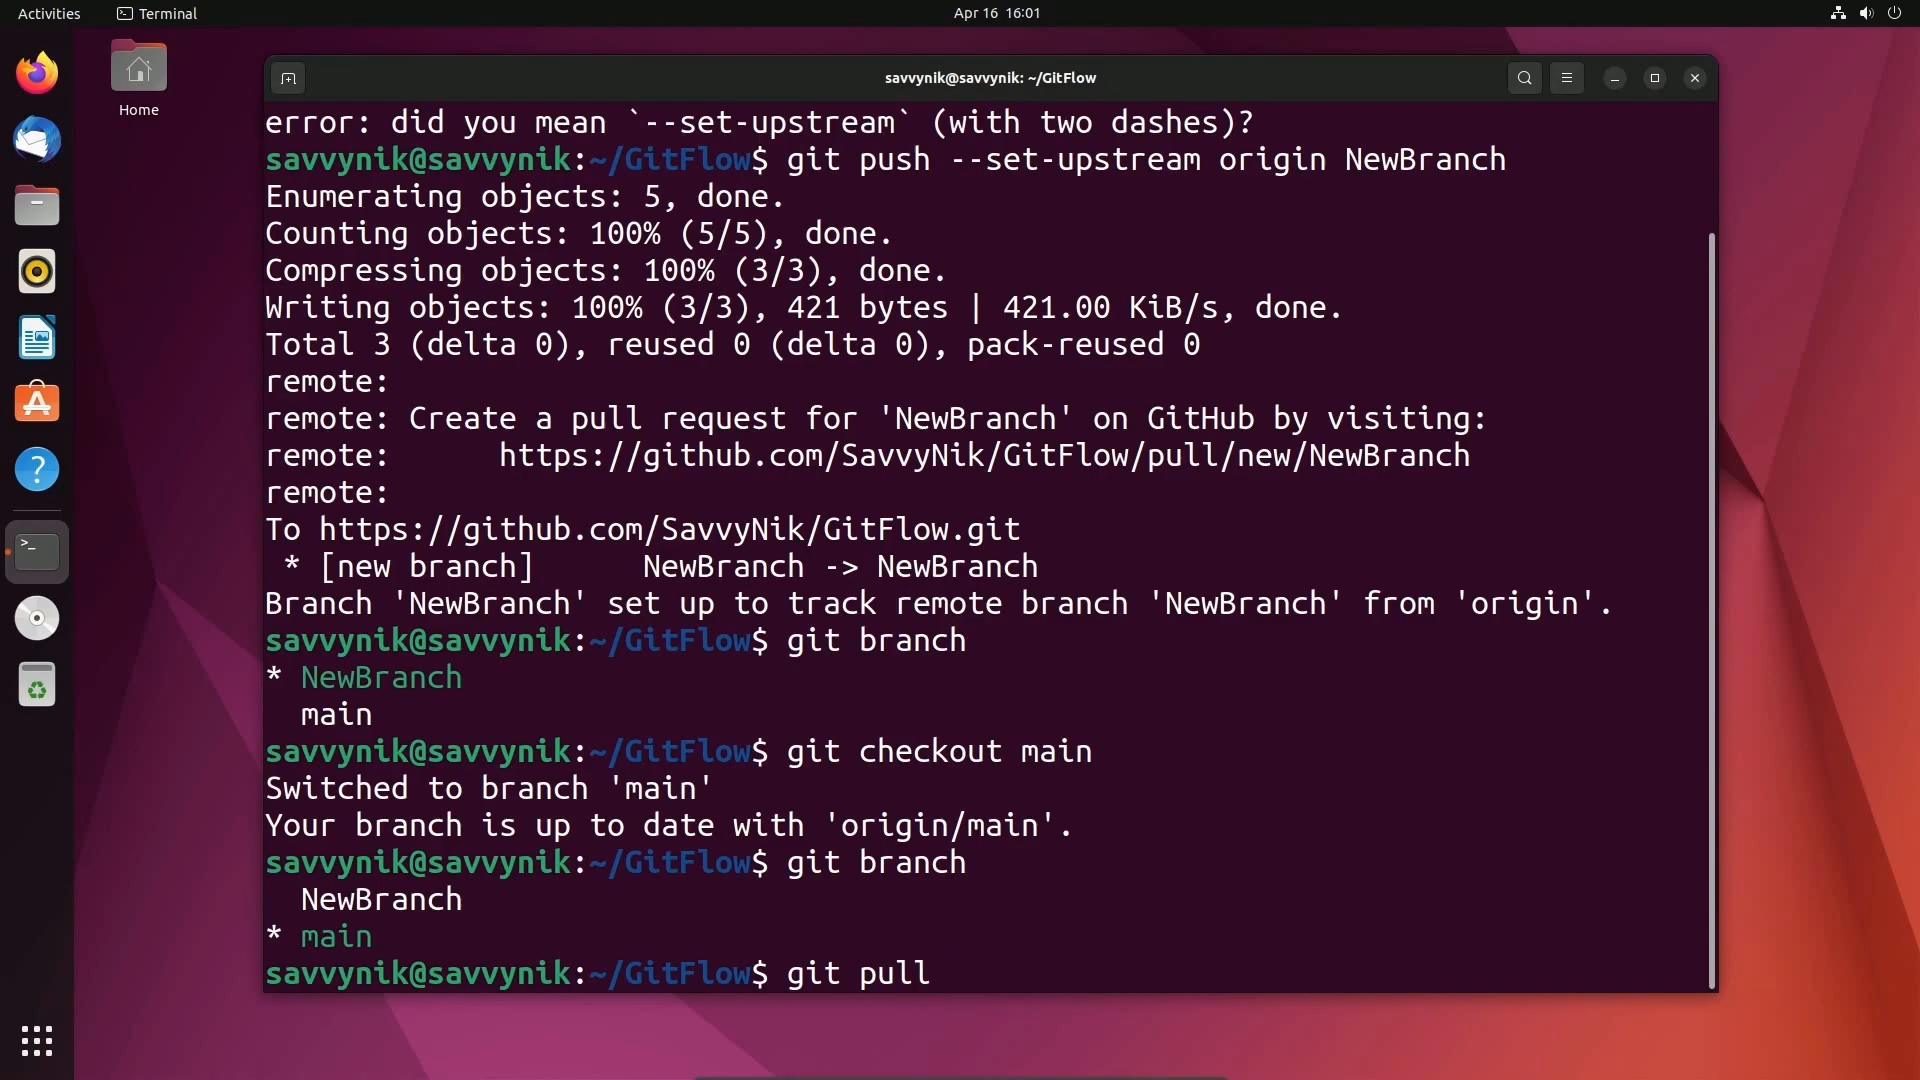 Activities
Terminal
Apr 16 16:01
Home
savvynik@savvynik: ~/GitFlow
error: did you mean `--set-upstream` (with two dashes)?
savvynik@savvynik:~/GitFlow$ git push --set-upstream origin NewBranch
Enumerating objects: 5, done.
Counting objects: 100% (5/5), done.
Compressing objects: 100% (3/3), done.
Writing objects: 100% (3/3), 421 bytes | 421.00 KiB/s, done.
Total 3 (delta 0), reused 0 (delta 0), pack-reused 0
remote:
remote: Create a pull request for 'NewBranch' on GitHub by visiting:
remote:      https://github.com/SavvyNik/GitFlow/pull/new/NewBranch
remote:
To https://github.com/SavvyNik/GitFlow.git
 * [new branch]      NewBranch -> NewBranch
Branch 'NewBranch' set up to track remote branch 'NewBranch' from 'origin'.
savvynik@savvynik:~/GitFlow$ git branch
* NewBranch
  main
savvynik@savvynik:~/GitFlow$ git checkout main
Switched to branch 'main'
Your branch is up to date with 'origin/main'.
savvynik@savvynik:~/GitFlow$ git branch
  NewBranch
* main
savvynik@savvynik:~/GitFlow$ git pull